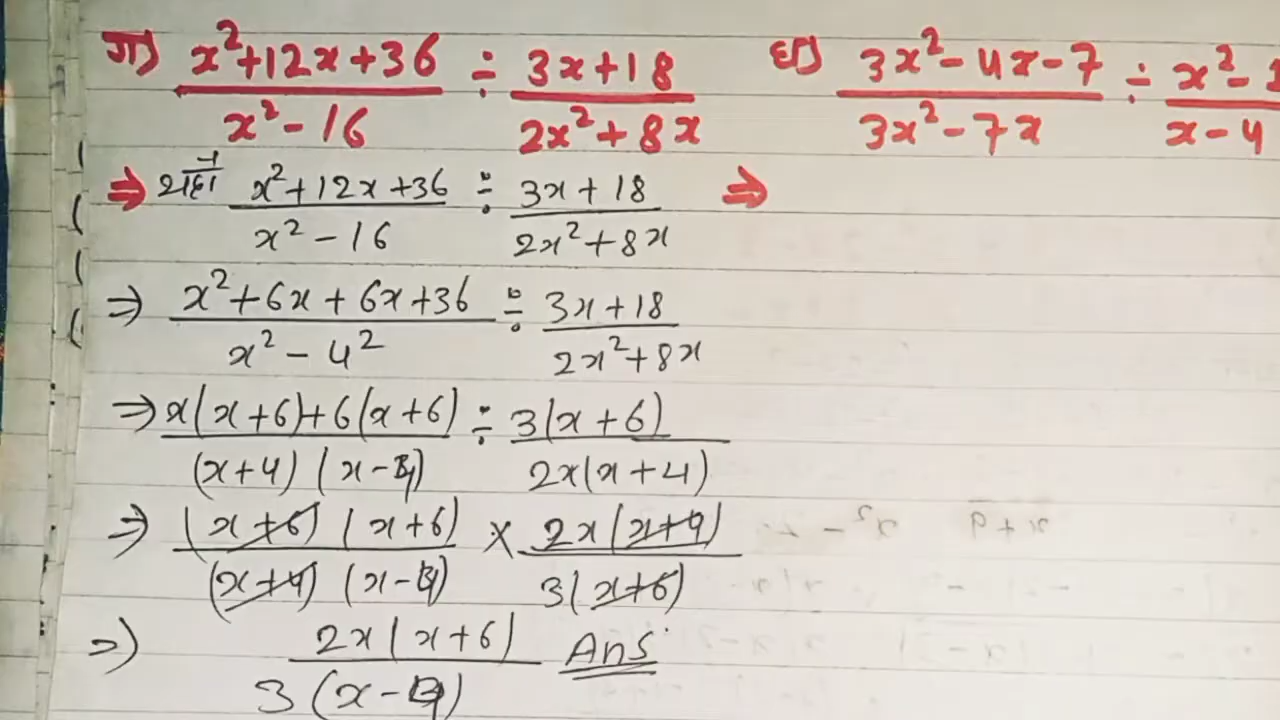 ग) (x²+12x+36)/(x²-16) ÷ (3x+18)/(2x²+8x)
घ) (3x²-4x-7)/(3x²-7x) ÷ /(x-4)
⇒ (x²+12x+36)/(x²-16) ÷ (3x+18)/(2x²+8x) ⇒
⇒ (x²+6x+6x+36)/(x²-4²) ÷ (3x+18)/(2x²+8x)
⇒ (x(x+6)+6(x+6))/((x+4)(x-4)) ÷ (3(x+6))/(2x(x+4))
⇒ ((x+6)(x+6))/((x+4)(x-4)) × (2x(x+4))/(3(x+6))
⇒ (2x(x+6))/(3(x-4)) Ans